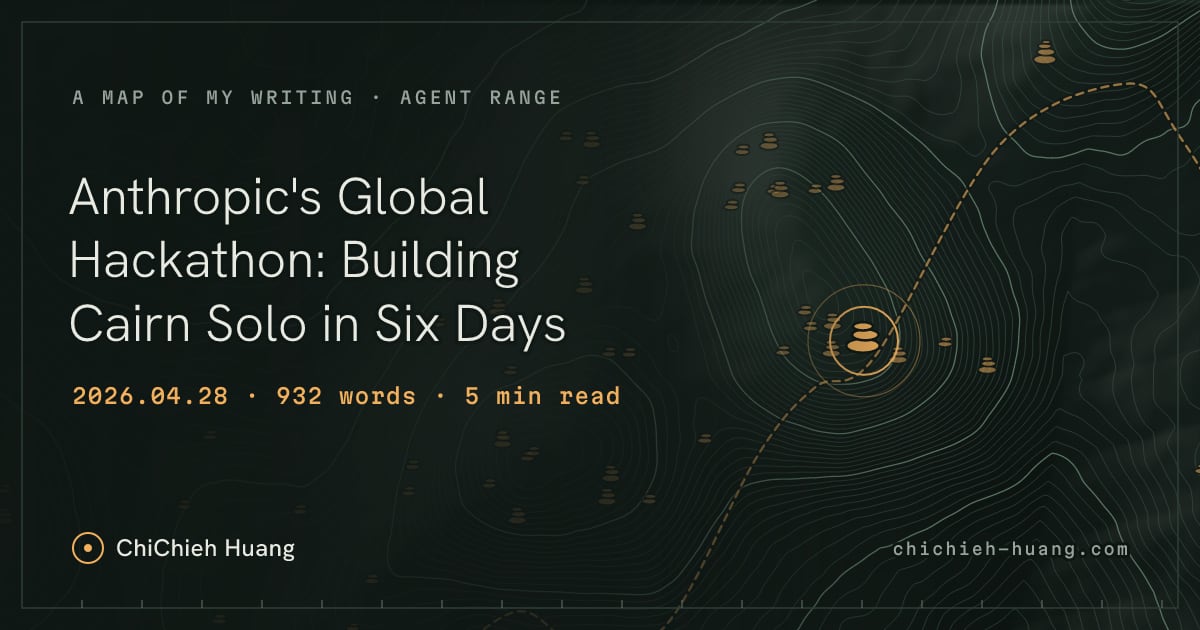 A MAP OF MY WRITING · AGENT RANGE
Anthropic's Global
Hackathon: Building
Cairn Solo in Six Days
2026.04.28 · 932 words · 5 min read
ChiChieh Huang
chichieh-huang.com